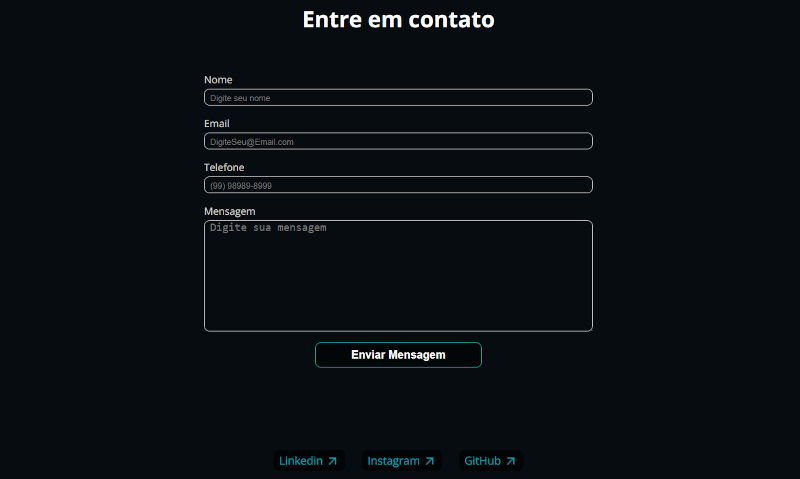 Entre em contato
Nome
Digite seu nome
Email
DigiteSeu@Email.com
Telefone
(99) 98989-8999
Mensagem
Digite sua mensagem
Enviar Mensagem
Linkedin Instagram GitHub